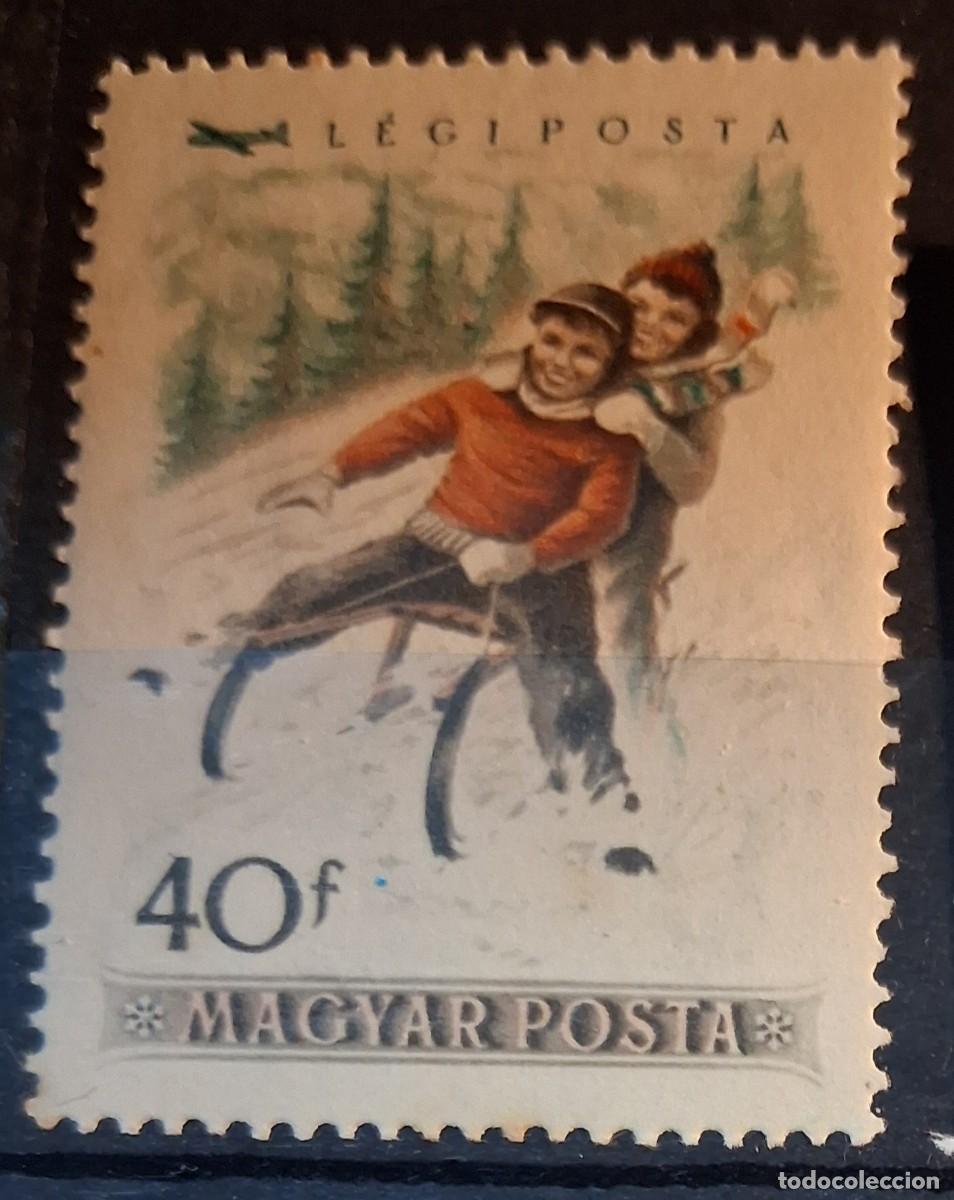 LÉGIPOSTA
40f
MAGYAR POSTA
todocoleccion